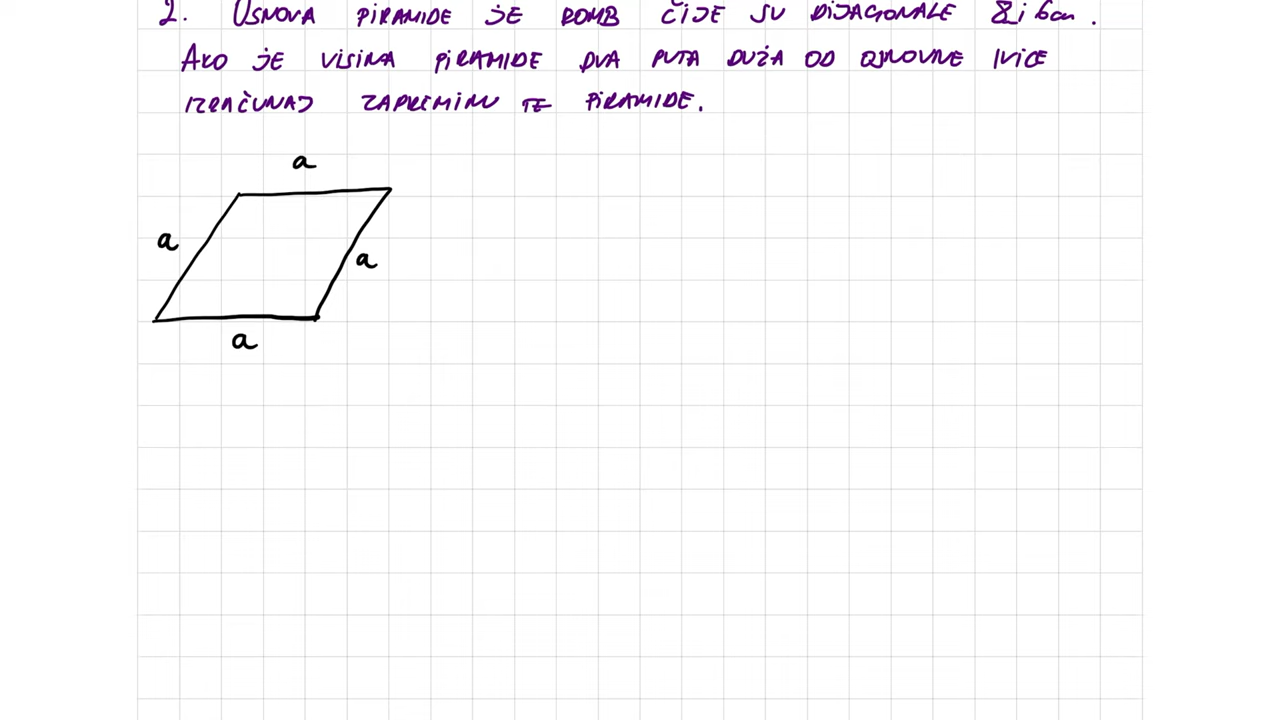 2. OSNOVA PIRAMIDE JE ROMB ČIJE SU DIJAGONALE 8 i 6cm.
AKO JE VISINA PIRAMIDE DVA PUTA DUŽA OD OSNOVNE IVICE
IZRAČUNAJ ZAPREMINU TE PIRAMIDE.
a
a
a
a